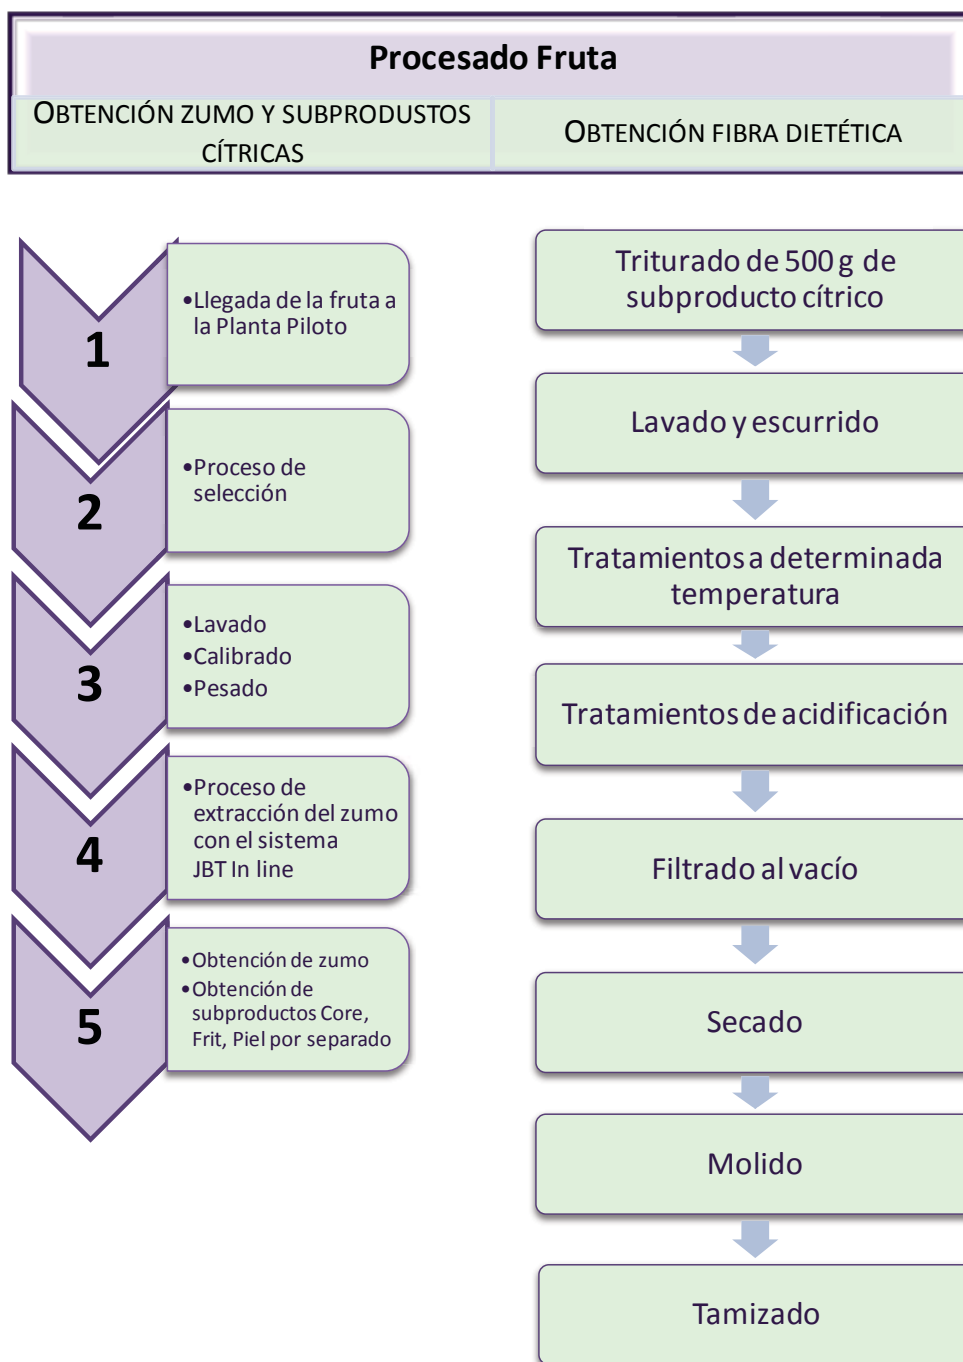 Procesado Fruta
OBTENCIÓN ZUMO Y SUBPRODUSTOS
CÍTRICAS
OBTENCIÓN FIBRA DIETÉTICA
1
•Llegada de la fruta a
la Planta Piloto
2
•Proceso de
selección
3
•Lavado
•Calibrado
•Pesado
4
•Proceso de
extracción del zumo
con el sistema
JBT In line
5
•Obtención de zumo
•Obtención de
subproductos Core,
Frit, Piel por separado
Triturado de 500 g de
subproducto cítrico
Lavado y escurrido
Tratamientos a determinada
temperatura
Tratamientos de acidificación
Filtrado al vacío
Secado
Molido
Tamizado